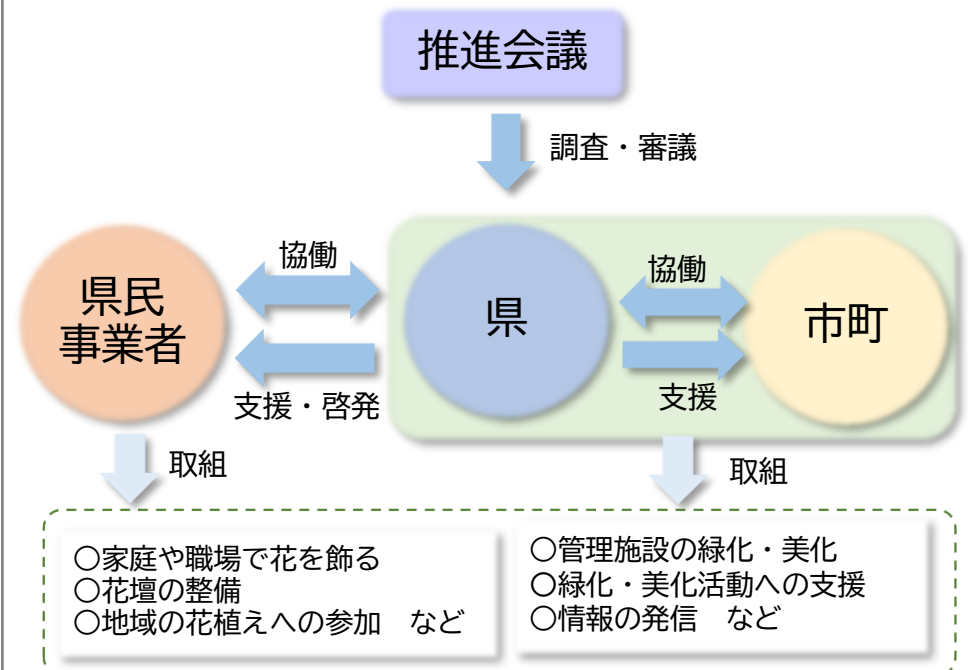 推進会議
調査・審議
協働
県民
事業者
支援・啓発
県
協働
支援
市町
取組
○家庭や職場で花を飾る
○花壇の整備
○地域の花植えへの参加　など
取組
○管理施設の緑化・美化
○緑化・美化活動への支援
○情報の発信　など